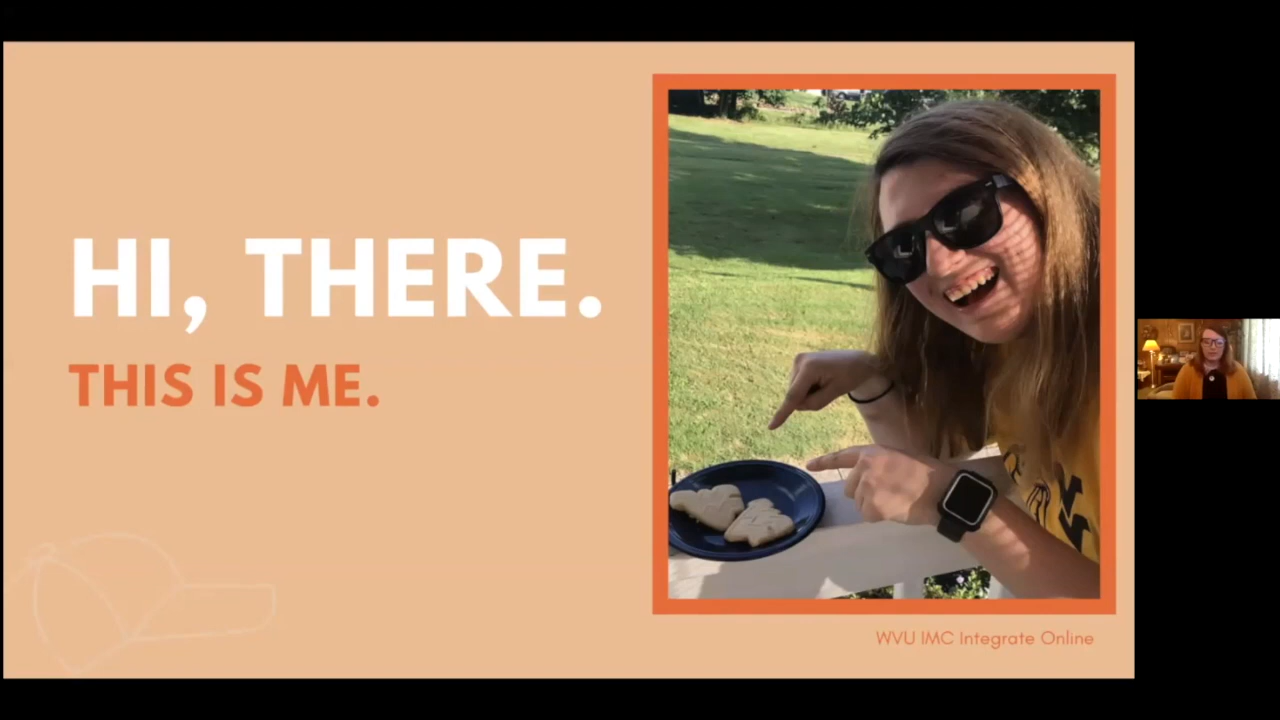 HI, THERE.
THIS IS ME.
WVU IMC Integrate Online